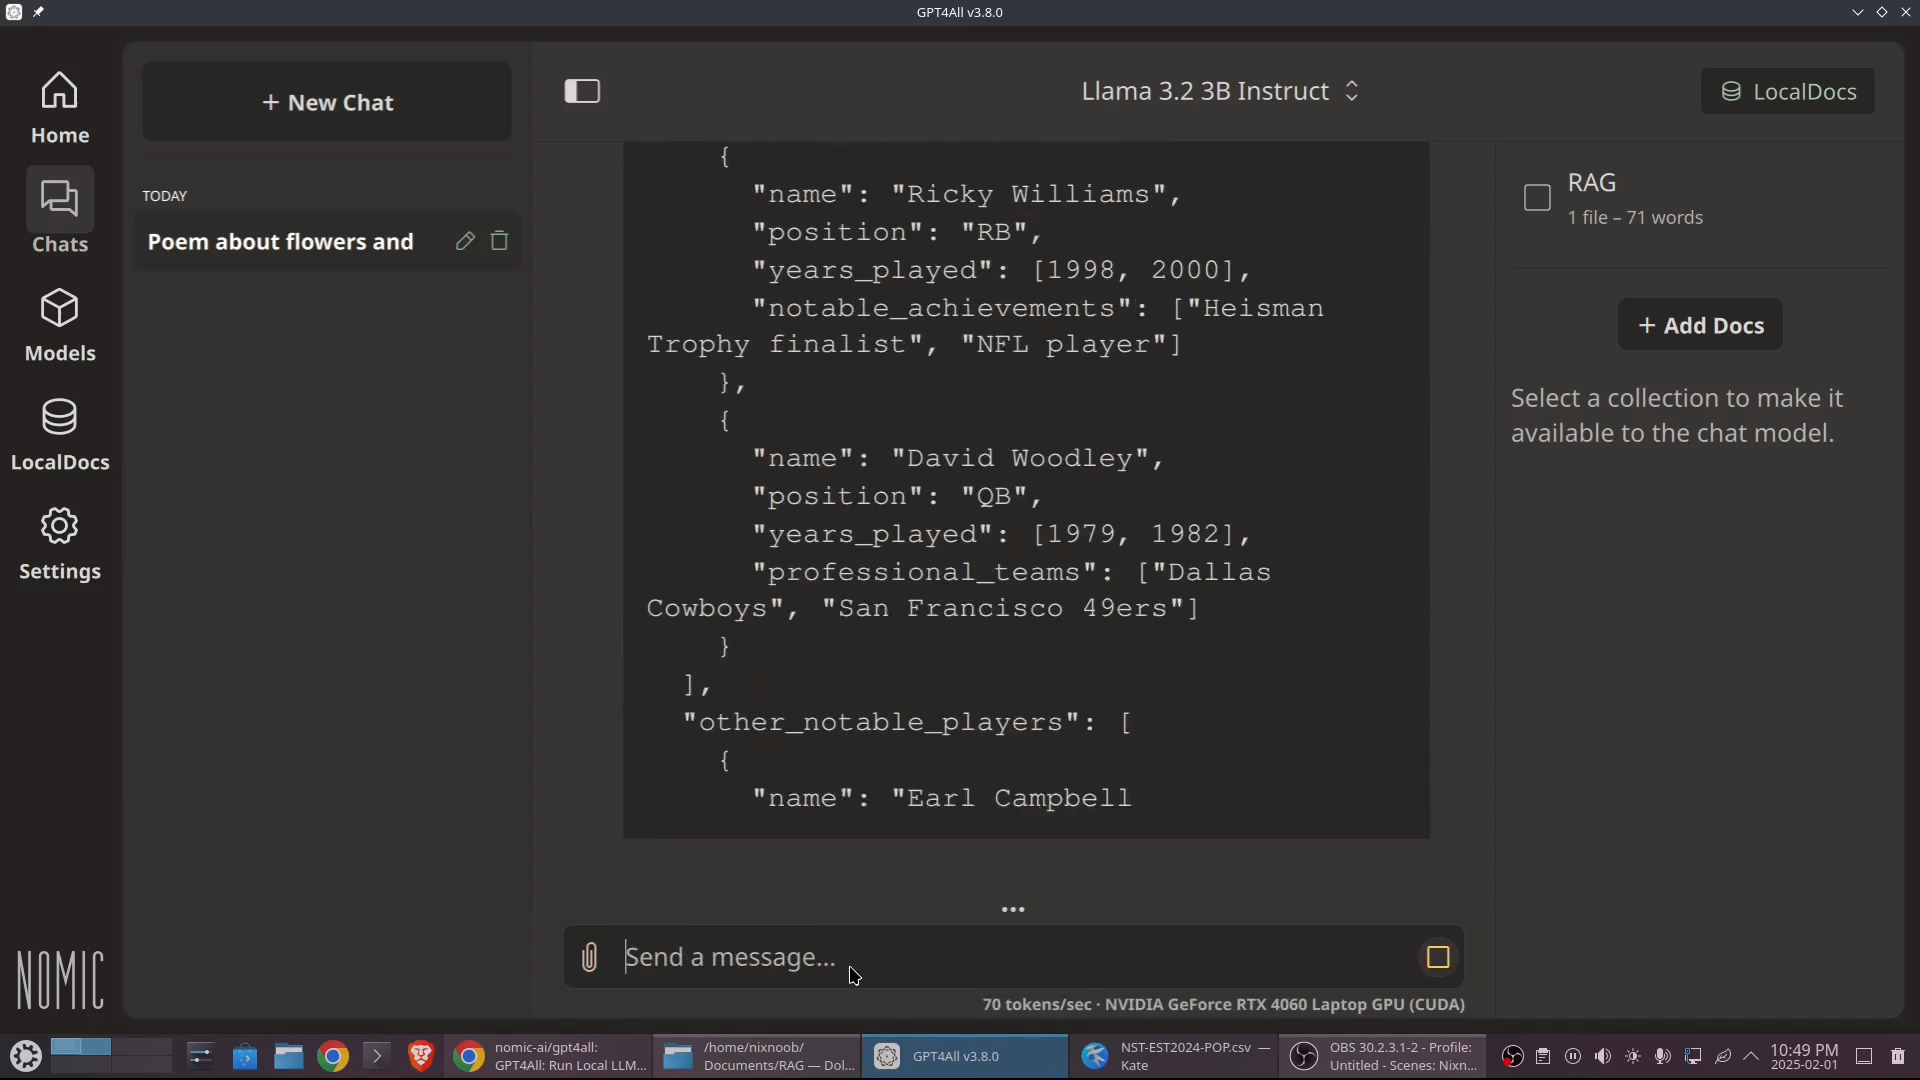 GPT4All v3.8.0
Home
Chats
Models
LocalDocs
Settings
NOMIC
+ New Chat
TODAY
Poem about flowers and
Llama 3.2 3B Instruct
LocalDocs
{
"name": "Ricky Williams",
"position": "RB",
"years_played": [1998, 2000],
"notable_achievements": ["Heisman
Trophy finalist", "NFL player"]
},
{
"name": "David Woodley",
"position": "QB",
"years_played": [1979, 1982],
"professional_teams": ["Dallas
Cowboys", "San Francisco 49ers"]
}
],
"other_notable_players": [
{
"name": "Earl Campbell
RAG
1 file – 71 words
+ Add Docs
Select a collection to make it
available to the chat model.
Send a message...
70 tokens/sec · NVIDIA GeForce RTX 4060 Laptop GPU (CUDA)
nomic-ai/gpt4all:
GPT4All: Run Local LLM...
/home/nixnoob/
Documents/RAG — Dol...
GPT4All v3.8.0
NST-EST2024-POP.csv —
Kate
OBS 30.2.3.1-2 - Profile:
Untitled - Scenes: Nixn...
10:49 PM
2025-02-01